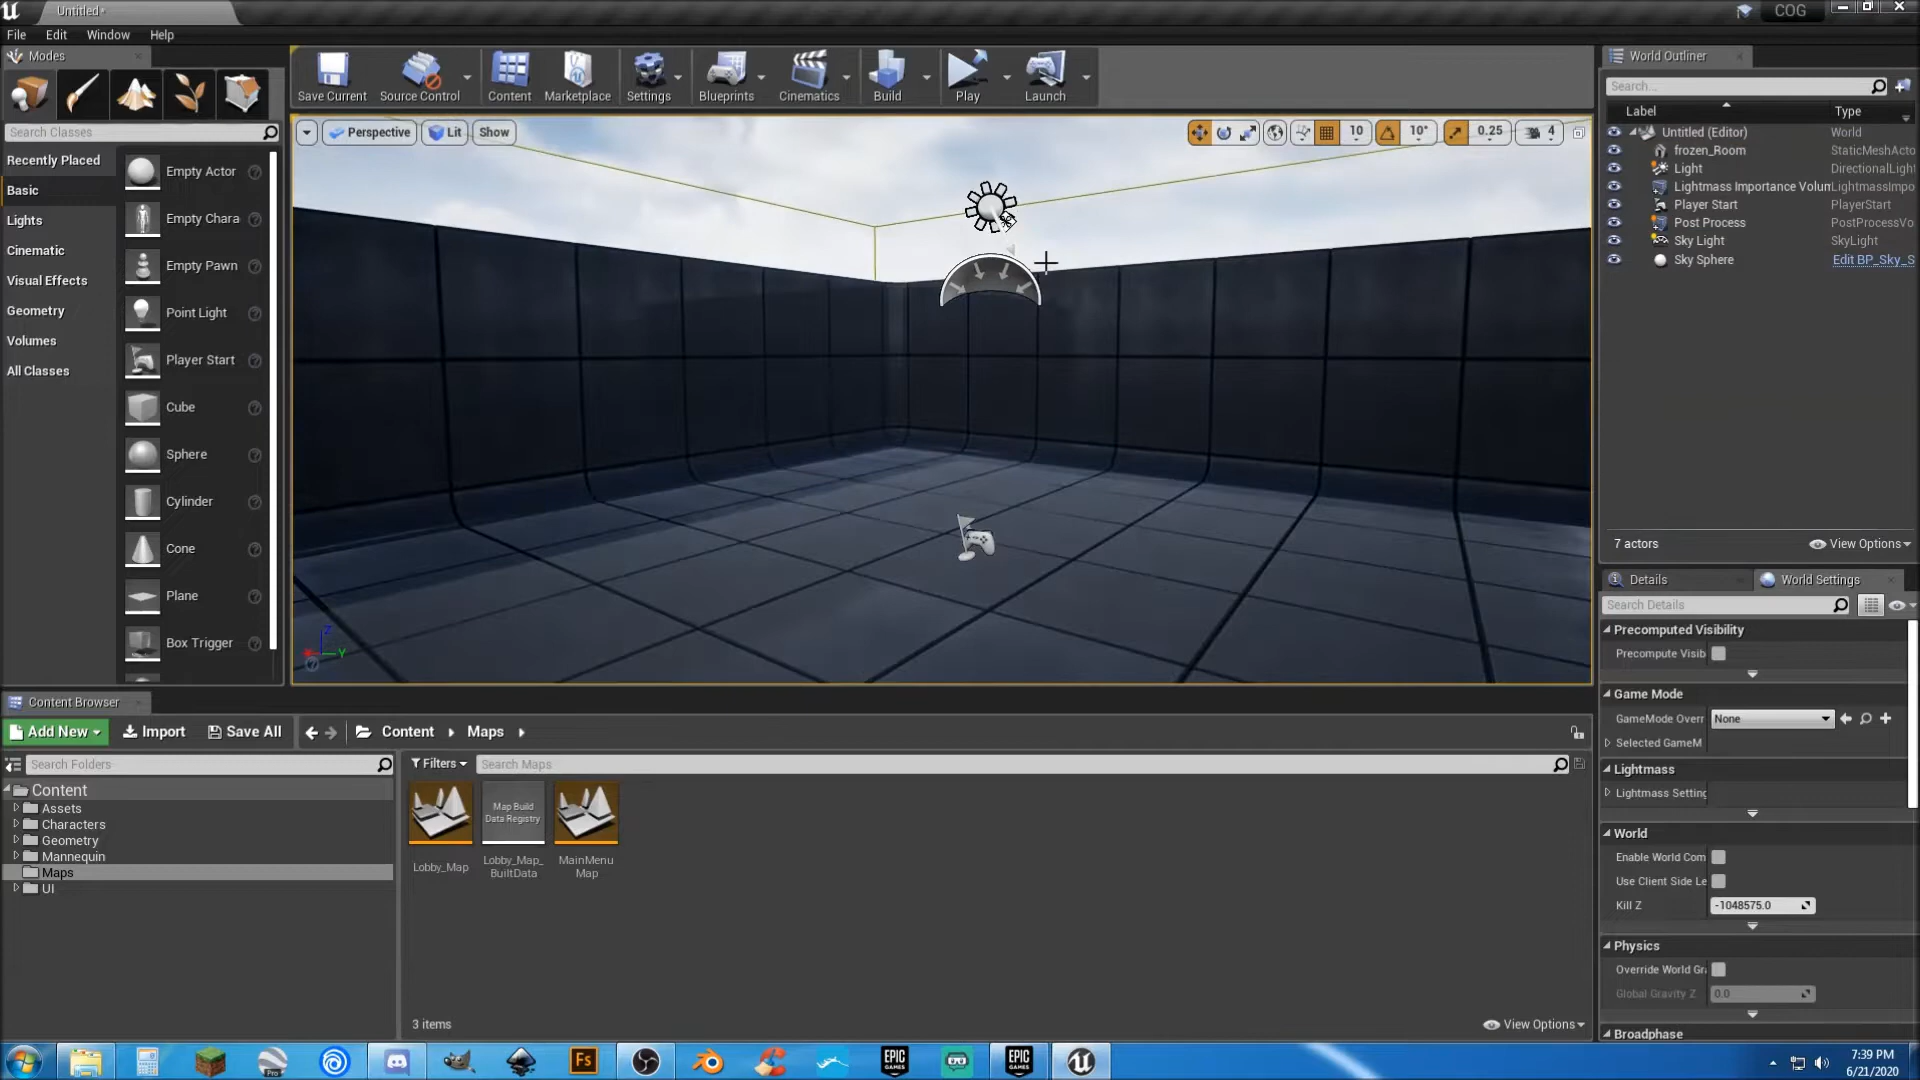 Untitled*
COG
File Edit Window Help
Modes
Save Current
Source Control
Content
Marketplace
Settings
Blueprints
Cinematics
Build
Play
Launch
World Outliner
Search...
Label
Type
Search Classes
Perspective
Lit
Show
10
10°
0.25
4
Recently Placed
Basic
Lights
Cinematic
Visual Effects
Geometry
Volumes
All Classes
Empty Actor
Empty Chara
Empty Pawn
Point Light
Player Start
Cube
Sphere
Cylinder
Cone
Plane
Box Trigger
Untitled (Editor) World
frozen_Room StaticMeshActo
Light DirectionalLight
Lightmass Importance Volum LightmassImpo
Player Start PlayerStart
Post Process PostProcessVo
Sky Light SkyLight
Sky Sphere Edit BP_Sky_S
7 actors
View Options
Z
Y
Details
World Settings
Search Details
Precomputed Visibility
Precompute Visib
Game Mode
GameMode Overr None
Selected GameM
Lightmass
Lightmass Setting
World
Enable World Com
Use Client Side Le
Kill Z -1048575.0
Physics
Override World Gr
Global Gravity Z 0.0
Broadphase
Content Browser
Add New
Import
Save All
Content
Maps
Search Folders
Filters
Search Maps
Content
Assets
Characters
Geometry
Mannequin
Maps
UI
Map Build
Data Registry
Lobby_Map
Lobby_Map_
BuiltData
MainMenu
Map
3 items
View Options
Pro
Fs
EPIC
GAMES
EPIC
GAMES
7:39 PM
6/21/2020